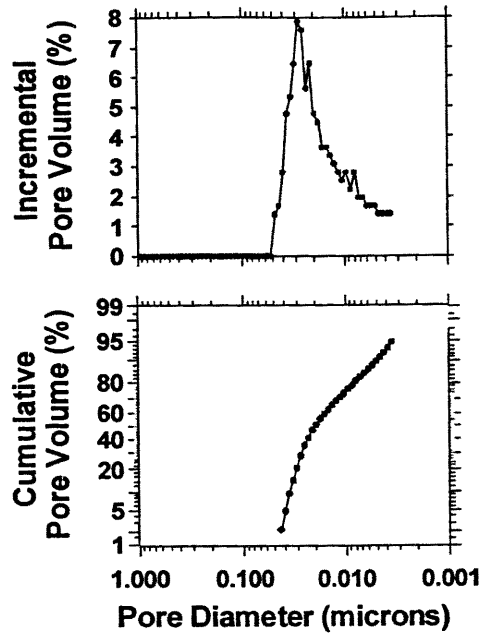 Incremental
Pore Volume (%)
8
7
6
5
4
3
2
1
0
Cumulative
Pore Volume (%)
99
95
80
60
40
20
5
1
1.000 0.100 0.010 0.001
Pore Diameter (microns)